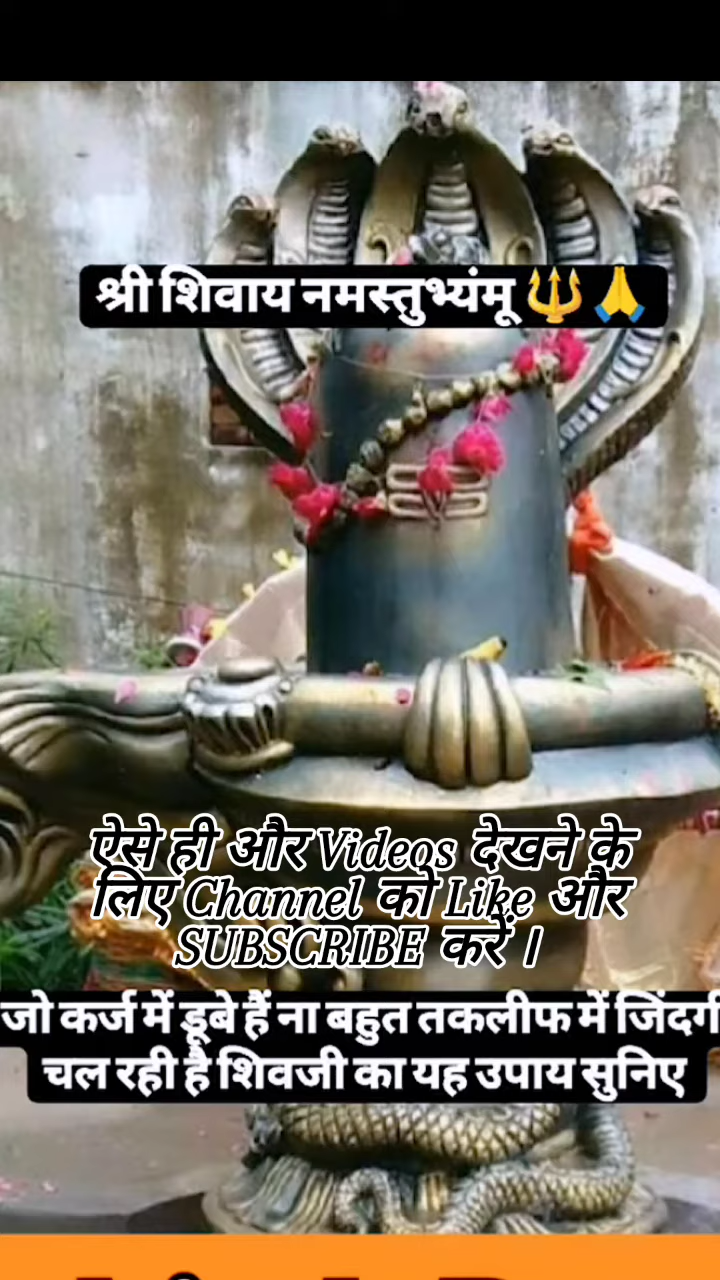 श्री शिवाय नमस्तुभ्यंमू 🔱🙏
ऐसे ही और Videos देखने के
लिए Channel को Like और
SUBSCRIBE करें ।
जो कर्ज में डूबे हैं ना बहुत तकलीफ में जिंदगी
चल रही है शिवजी का यह उपाय सुनिए